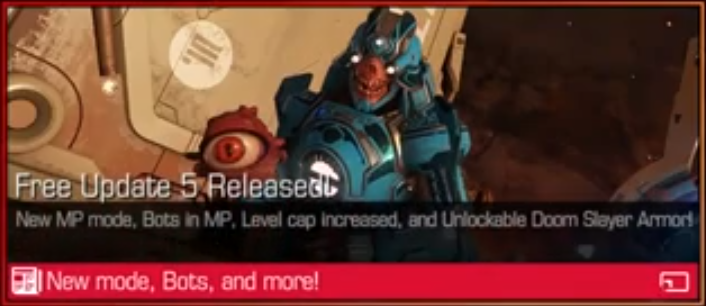 Free Update 5 Released!
New MP mode, Bots in MP, Level cap increased, and Unlockable Doom Slayer Armor!
New mode, Bots, and more!